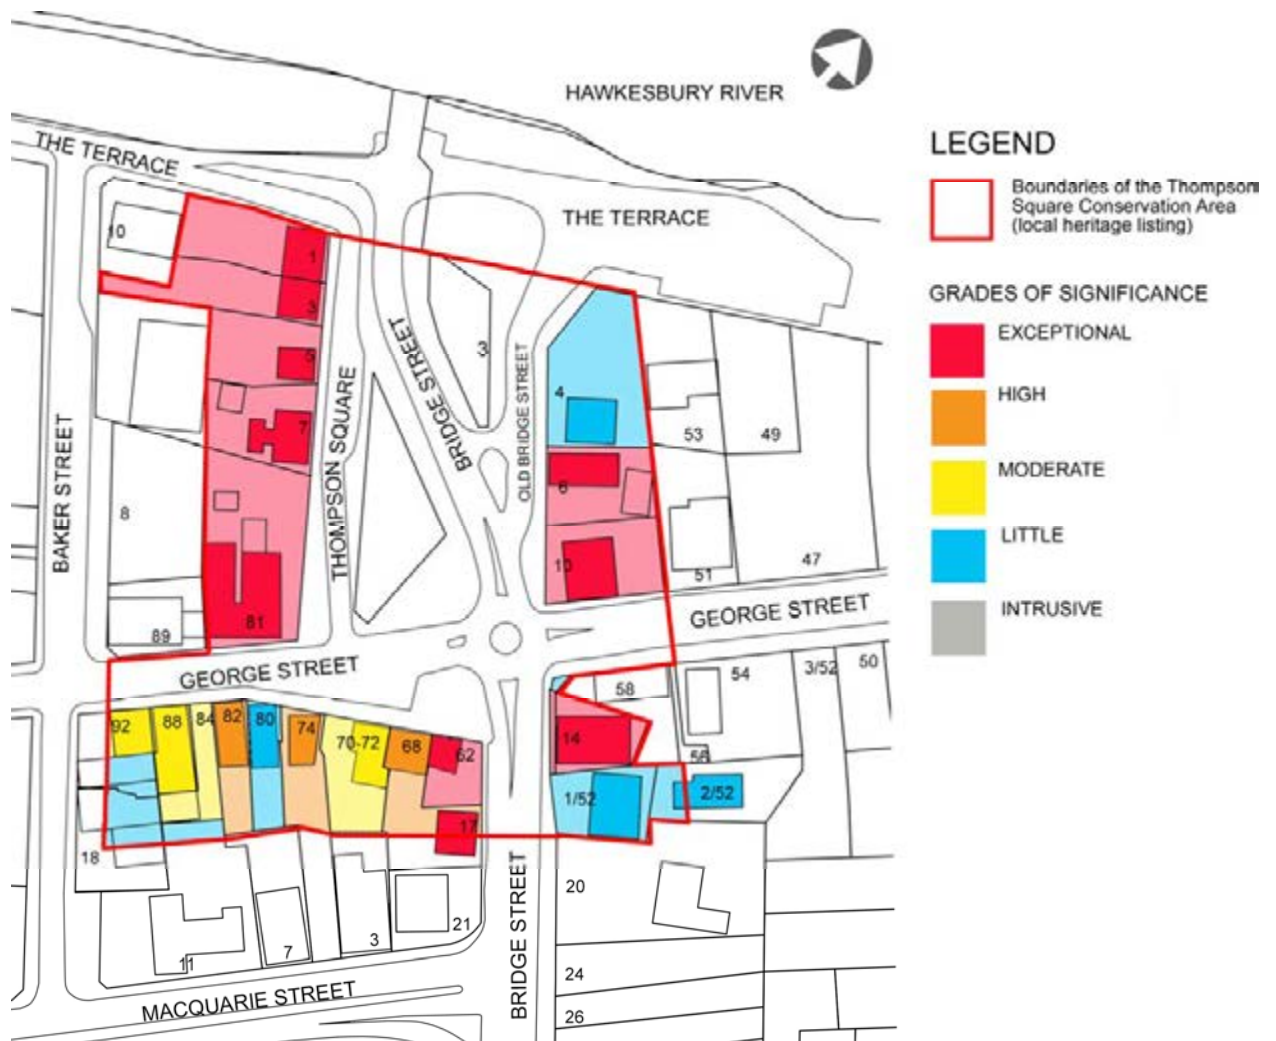 HAWKESBURY RIVER
THE TERRACE
THE TERRACE
LEGEND
Boundaries of the Thompson
Square Conservation Area
(local heritage listing)
GRADES OF SIGNIFICANCE
EXCEPTIONAL
HIGH
MODERATE
LITTLE
INTRUSIVE
10
1
3
5
7
8
81
89
3
4
6
10
53
49
51
47
BAKER STREET
THOMPSON SQUARE
BRIDGE STREET
OLD BRIDGE STREET
GEORGE STREET
GEORGE STREET
92
88
84
82
80
74
70-72
68
62
17
14
58
54
3/52
50
56
1/52
2/52
18
11
7
3
21
20
24
26
BRIDGE STREET
MACQUARIE STREET